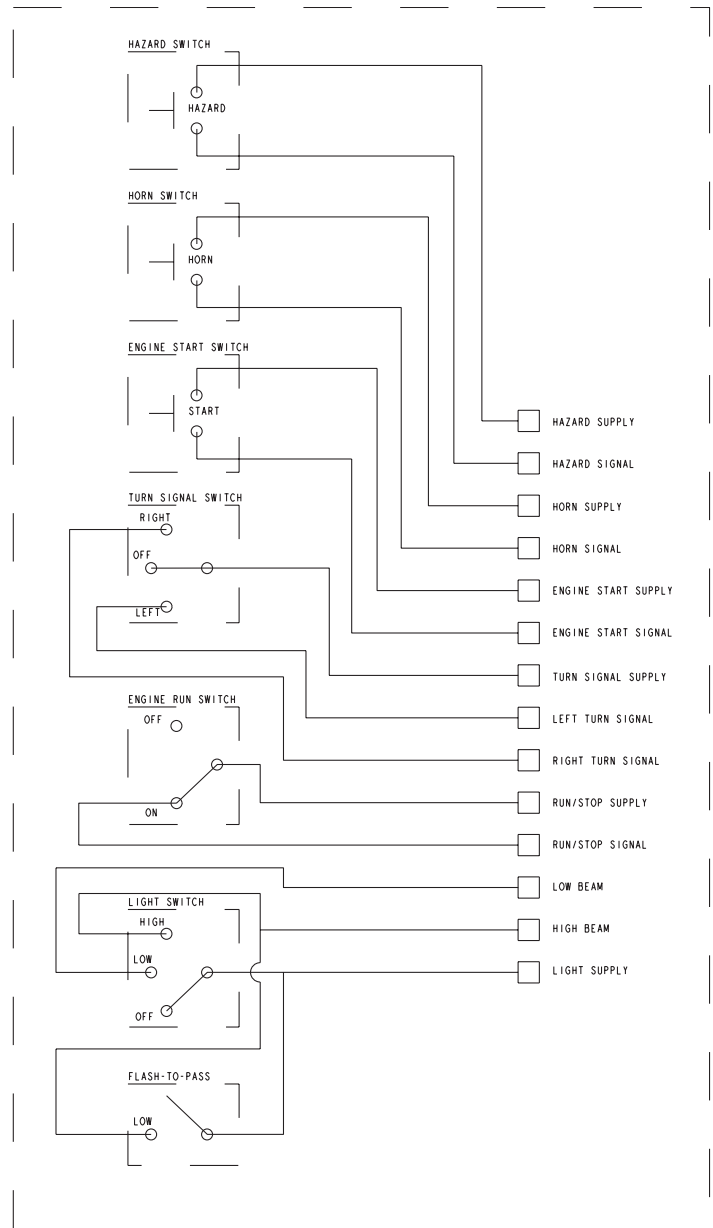 HAZARD SWITCH
HAZARD
HORN SWITCH
HORN
ENGINE START SWITCH
START
HAZARD SUPPLY
HAZARD SIGNAL
HORN SUPPLY
HORN SIGNAL
ENGINE START SUPPLY
ENGINE START SIGNAL
TURN SIGNAL SUPPLY
LEFT TURN SIGNAL
RIGHT TURN SIGNAL
RUN/STOP SUPPLY
RUN/STOP SIGNAL
LOW BEAM
HIGH BEAM
LIGHT SUPPLY
TURN SIGNAL SWITCH
RIGHT
OFF
LEFT
ENGINE RUN SWITCH
OFF
ON
LIGHT SWITCH
HIGH
LOW
OFF
FLASH-TO-PASS
LOW